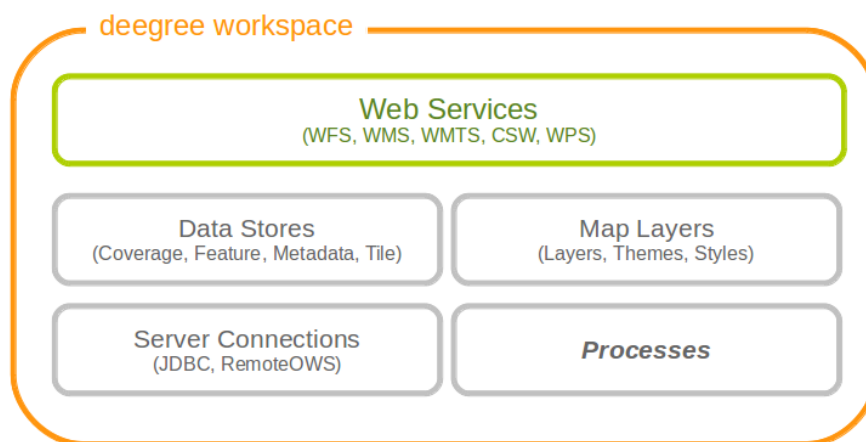 deegree workspace
Web Services
(WFS, WMS, WMTS, CSW, WPS)
Data Stores
(Coverage, Feature, Metadata, Tile)
Map Layers
(Layers, Themes, Styles)
Server Connections
(JDBC, RemoteOWS)
Processes